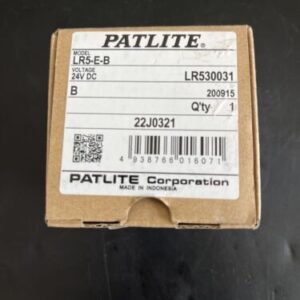 PATLITE®
MODEL
LR5-E-B
VOLTAGE
24V DC LR530031
B 200915
Q'ty 1
22J0321
4 938766 016071
PATLITE Corporation
MADE IN INDONESIA